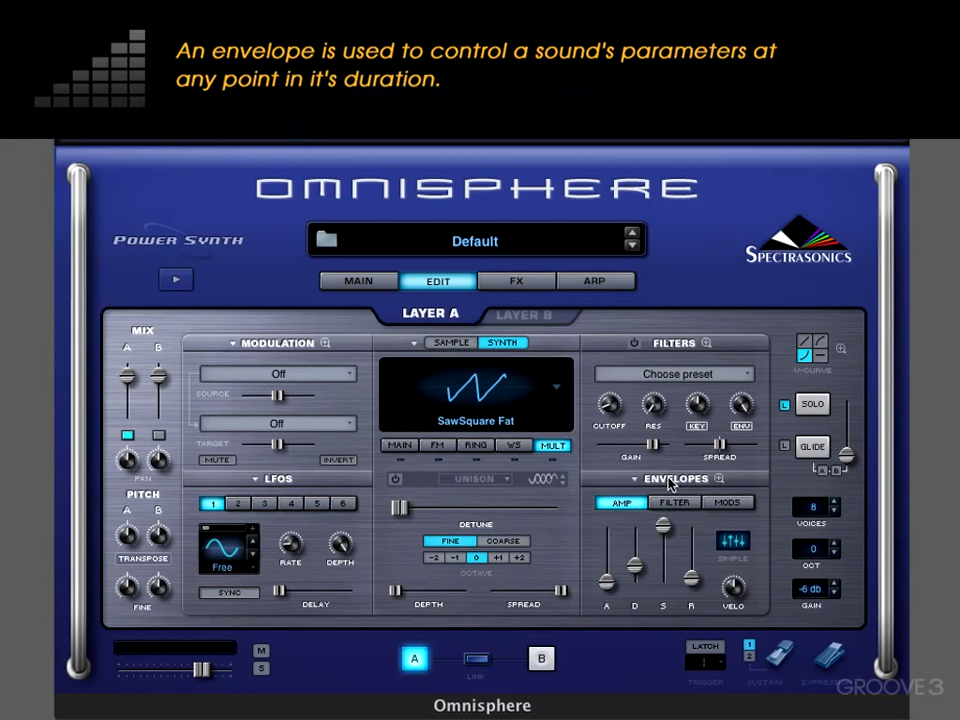 An envelope is used to control a sound's parameters at
any point in it's duration.
OMNISPHERE
POWER SYNTH
Default
SPECTRASONICS
MAIN EDIT FX ARP
LAYER A LAYER B
MIX
A B
PAN
PITCH
A B
TRANSPOSE
FINE
MODULATION
Off
SOURCE
Off
TARGET
MUTE INVERT
LFOS
1 2 3 4 5 6
Free
RATE DEPTH
SYNC
DELAY
SAMPLE SYNTH
SawSquare Fat
MAIN FM RING WS MULT
UNISON
DETUNE
FINE COARSE
-2 -1 0 +1 +2
OCTAVE
DEPTH SPREAD
FILTERS
Choose preset
CUTOFF RES KEY ENV
GAIN SPREAD
ENVELOPES
AMP FILTER MODS
SIMPLE
A D S R VELO
V-CURVE
L SOLO
L GLIDE
A B
8
VOICES
0
OCT
-6 db
GAIN
M
S
A B
LINK
LATCH
TRIGGER
1
2
SUSTAIN
EXPRESSION
GROOVE3
Omnisphere